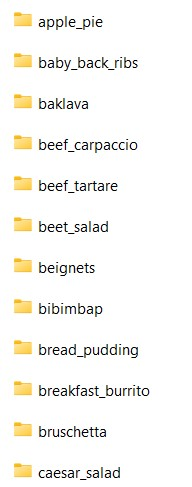 apple_pie
baby_back_ribs
baklava
beef_carpaccio
beef_tartare
beet_salad
beignets
bibimbap
bread_pudding
breakfast_burrito
bruschetta
caesar_salad